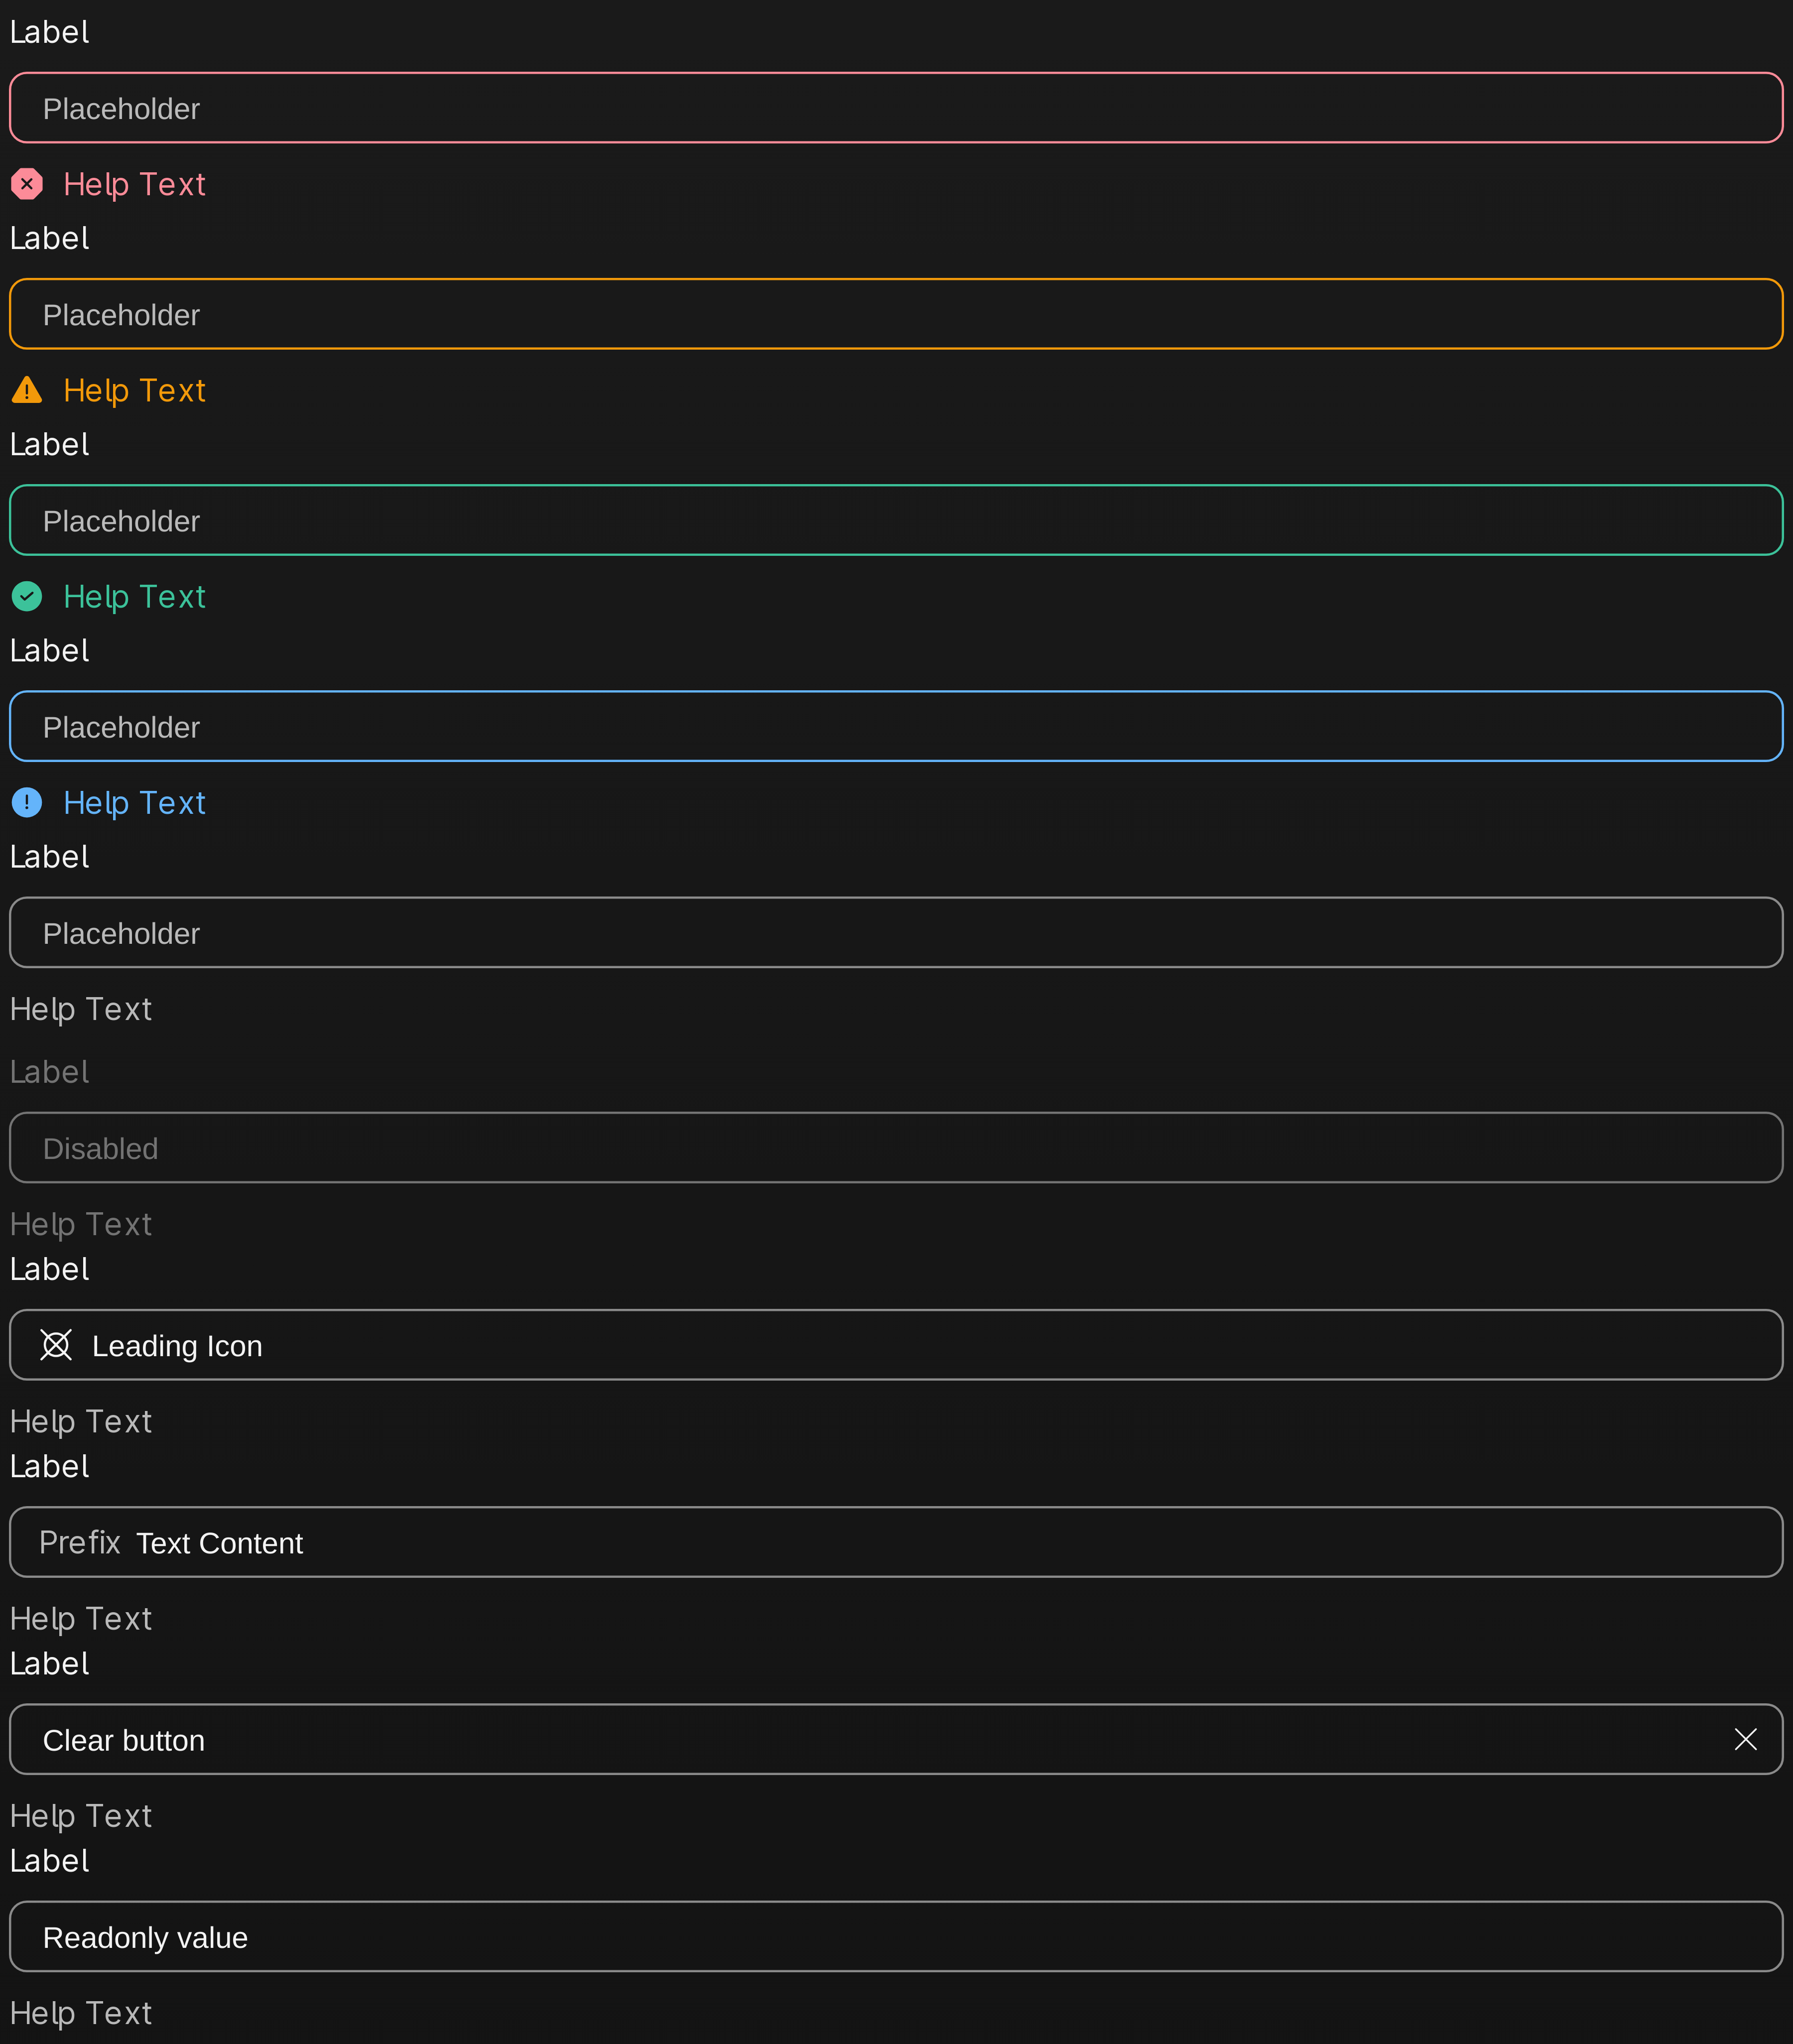 Label
Placeholder
Help Text
Label
Placeholder
Help Text
Label
Placeholder
Help Text
Label
Placeholder
Help Text
Label
Placeholder
Help Text
Label
Disabled
Help Text
Label
Leading Icon
Help Text
Label
Prefix Text Content
Help Text
Label
Clear button
Help Text
Label
Readonly value
Help Text